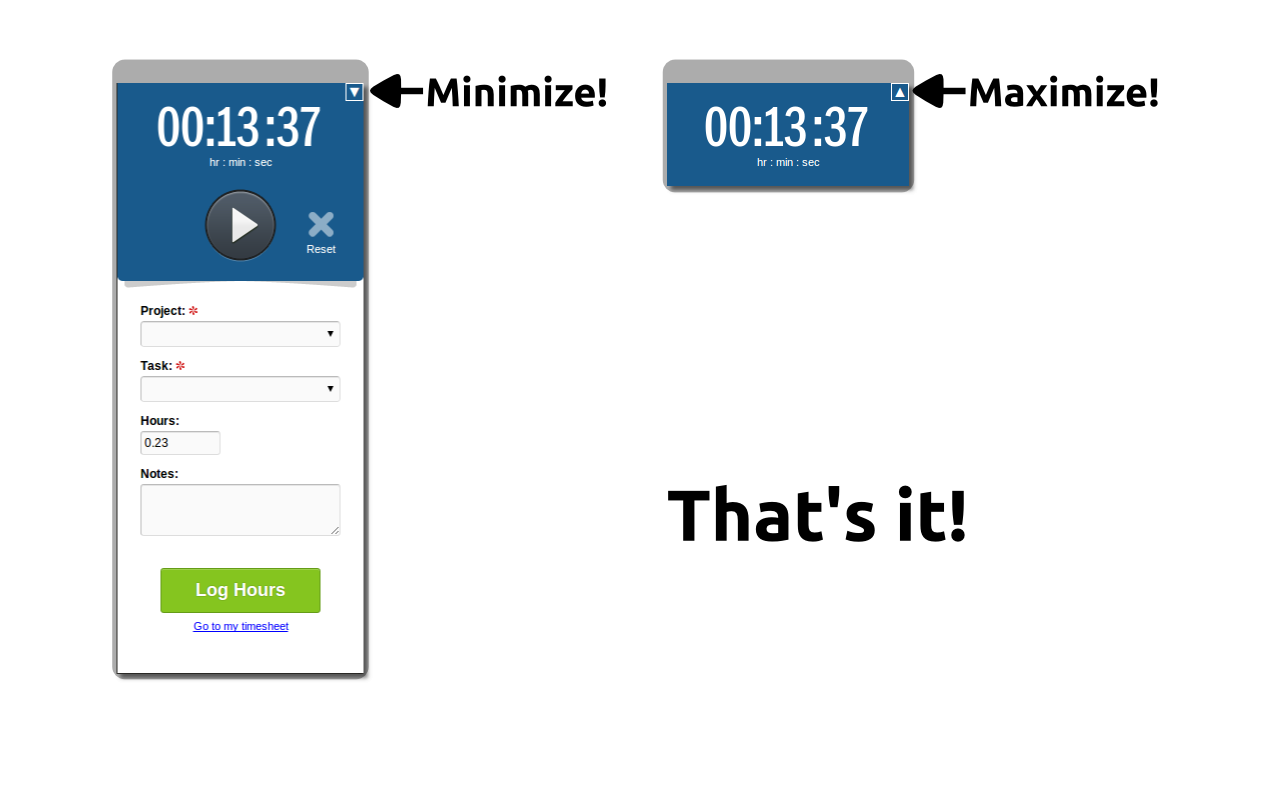 Minimize!
00:13:37
hr : min : sec
Reset
Project: ✲
Task: ✲
Hours:
0.23
Notes:
Log Hours
Go to my timesheet
Maximize!
00:13:37
hr : min : sec
That's it!